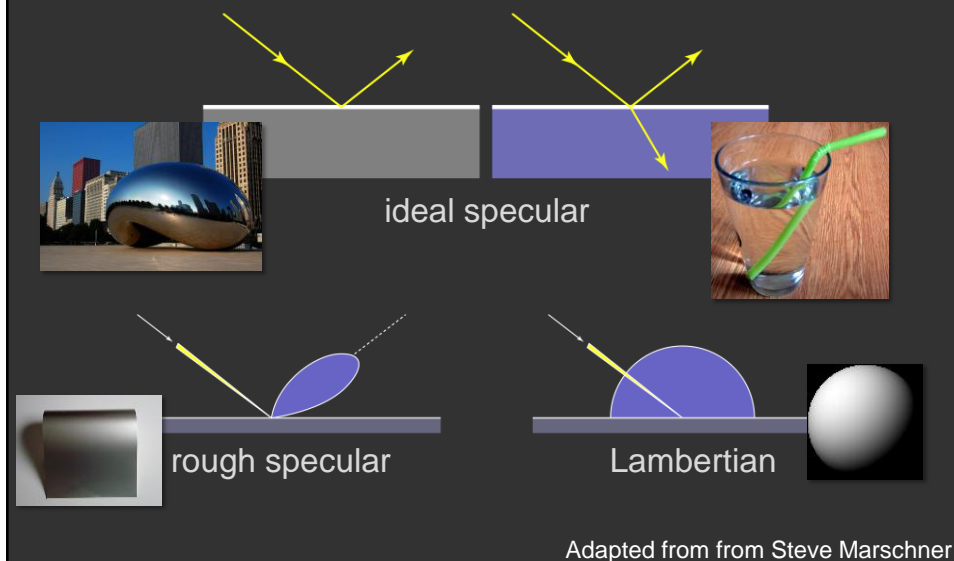 ideal specular
rough specular
Lambertian
Adapted from from Steve Marschner